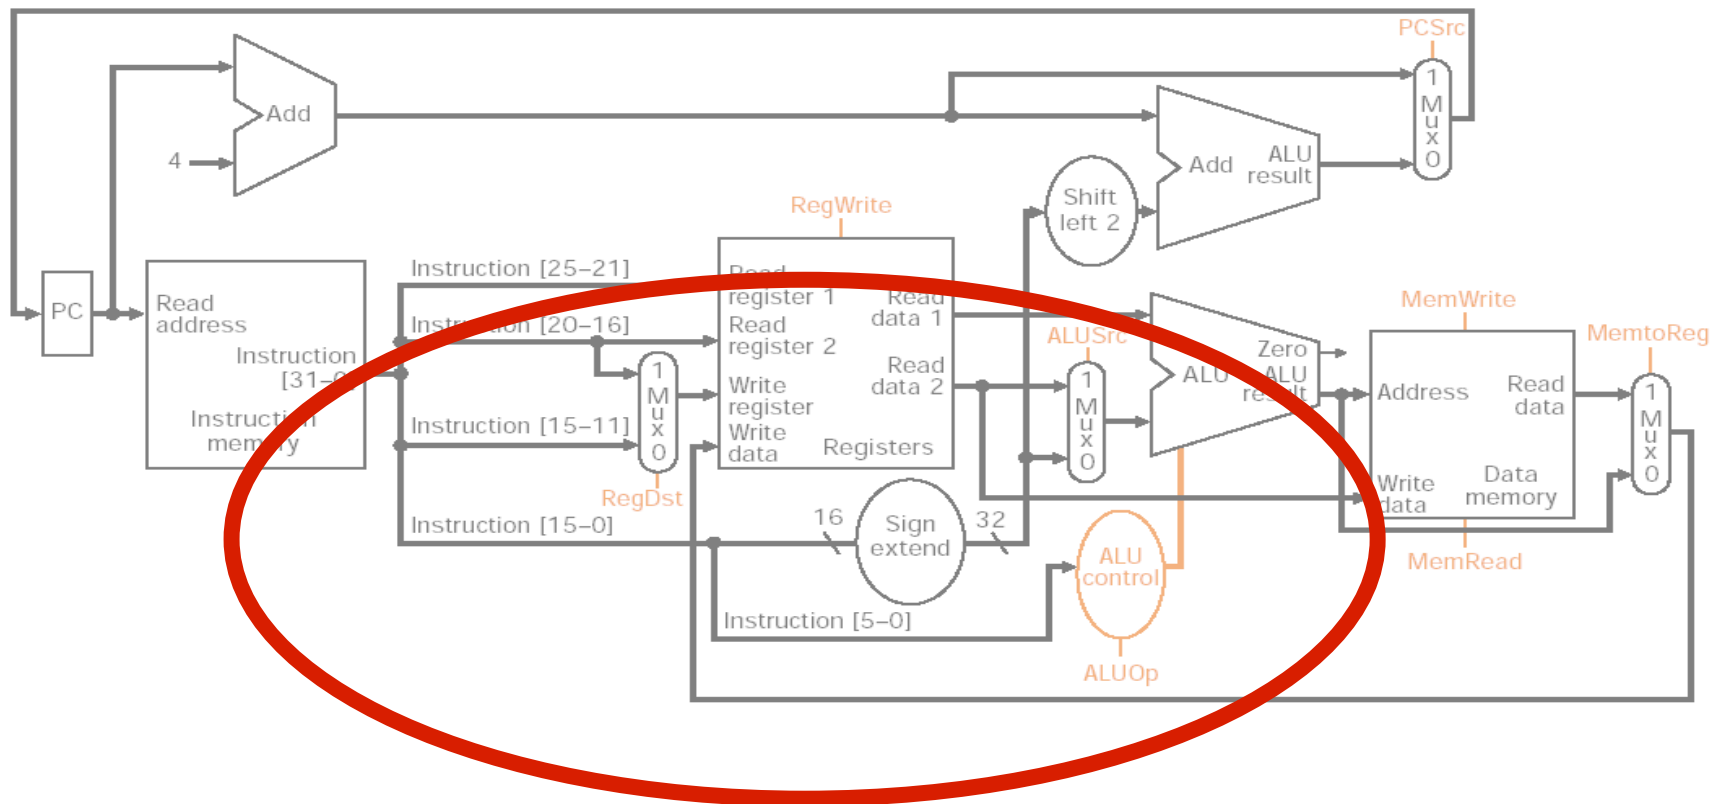 PCSrc
1
M
u
x
0
Add
4
Add
ALU
result
Shift
left 2
RegWrite
Instruction [25–21]
Read
register 1
Read
data 1
PC
Read
address
Instruction [20–16]
Read
register 2
ALUSrc
MemWrite
MemtoReg
Instruction
[31–0]
Instruction
memory
1
M
u
x
0
Write
register
Read
data 2
1
M
u
x
0
Zero
ALU
ALU
result
Address
Read
data
1
M
u
x
0
Instruction [15–11]
Write
data
Registers
RegDst
Write
data
Data
memory
Instruction [15–0]
16
Sign
extend
32
ALU
control
MemRead
Instruction [5–0]
ALUOp